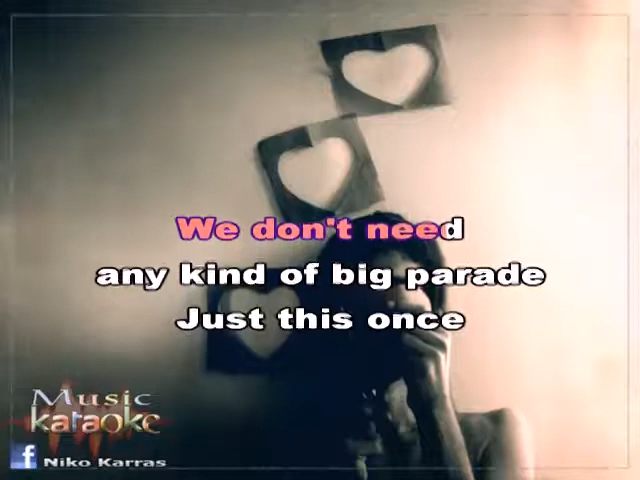 We don't need
any kind of big parade
Just this once
Music
karaoke
f Niko Karras